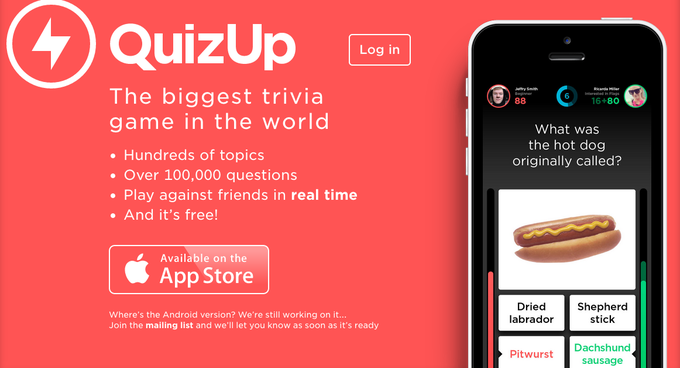 QuizUp
Log in
The biggest trivia
game in the world
• Hundreds of topics
• Over 100,000 questions
• Play against friends in real time
• And it's free!
Available on the
App Store
Where's the Android version? We're still working on it...
Join the mailing list and we'll let you know as soon as it's ready
Joffry Smith
Beginner
88
6
Ricarda Miller
Interested in Flags
16+80
What was
the hot dog
originally called?
Dried
labrador
Shepherd
stick
Pitwurst
Dachshund
sausage